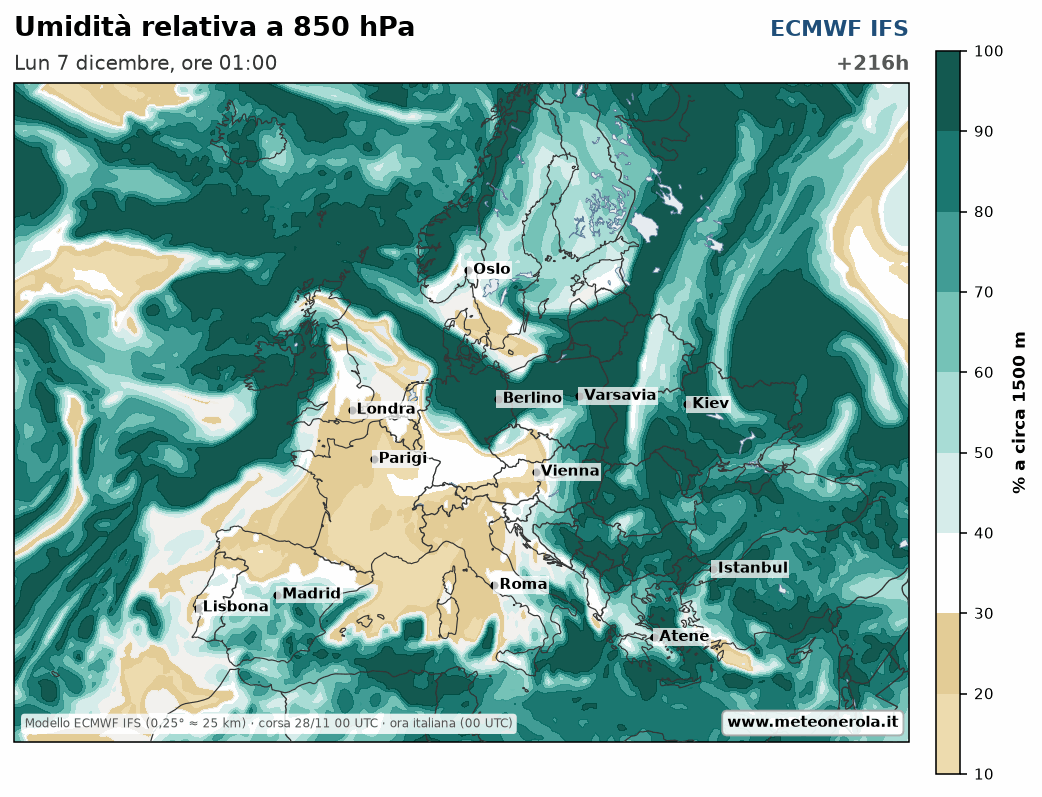 Umidità relativa a 850 hPa
ECMWF IFS
Lun 7 dicembre, ore 01:00
+216h
Oslo
Berlino
Varsavia
Kiev
Londra
Parigi
Vienna
Istanbul
Roma
Madrid
Lisbona
Atene
Modello ECMWF IFS (0,25° ≈ 25 km) · corsa 28/11 00 UTC · ora italiana (00 UTC)
www.meteonerola.it
100
90
80
70
60
50
40
30
20
10
% a circa 1500 m